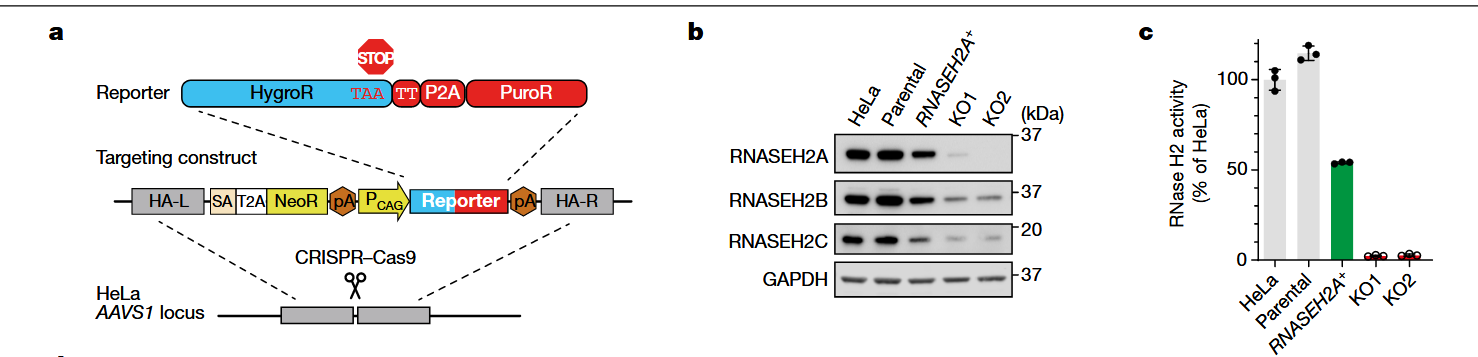 a
STOP
Reporter HygroR TAA TT P2A PuroR
Targeting construct
HA-L SA T2A NeoR pA PCAG Reporter pA HA-R
CRISPR–Cas9
HeLa
AAVS1 locus
b
HeLa Parental RNASEH2A+ KO1 KO2 (kDa)
RNASEH2A 37
RNASEH2B 37
RNASEH2C 20
GAPDH 37
c
RNase H2 activity
(% of HeLa)
100
50
0
HeLa Parental RNASEH2A+ KO1 KO2